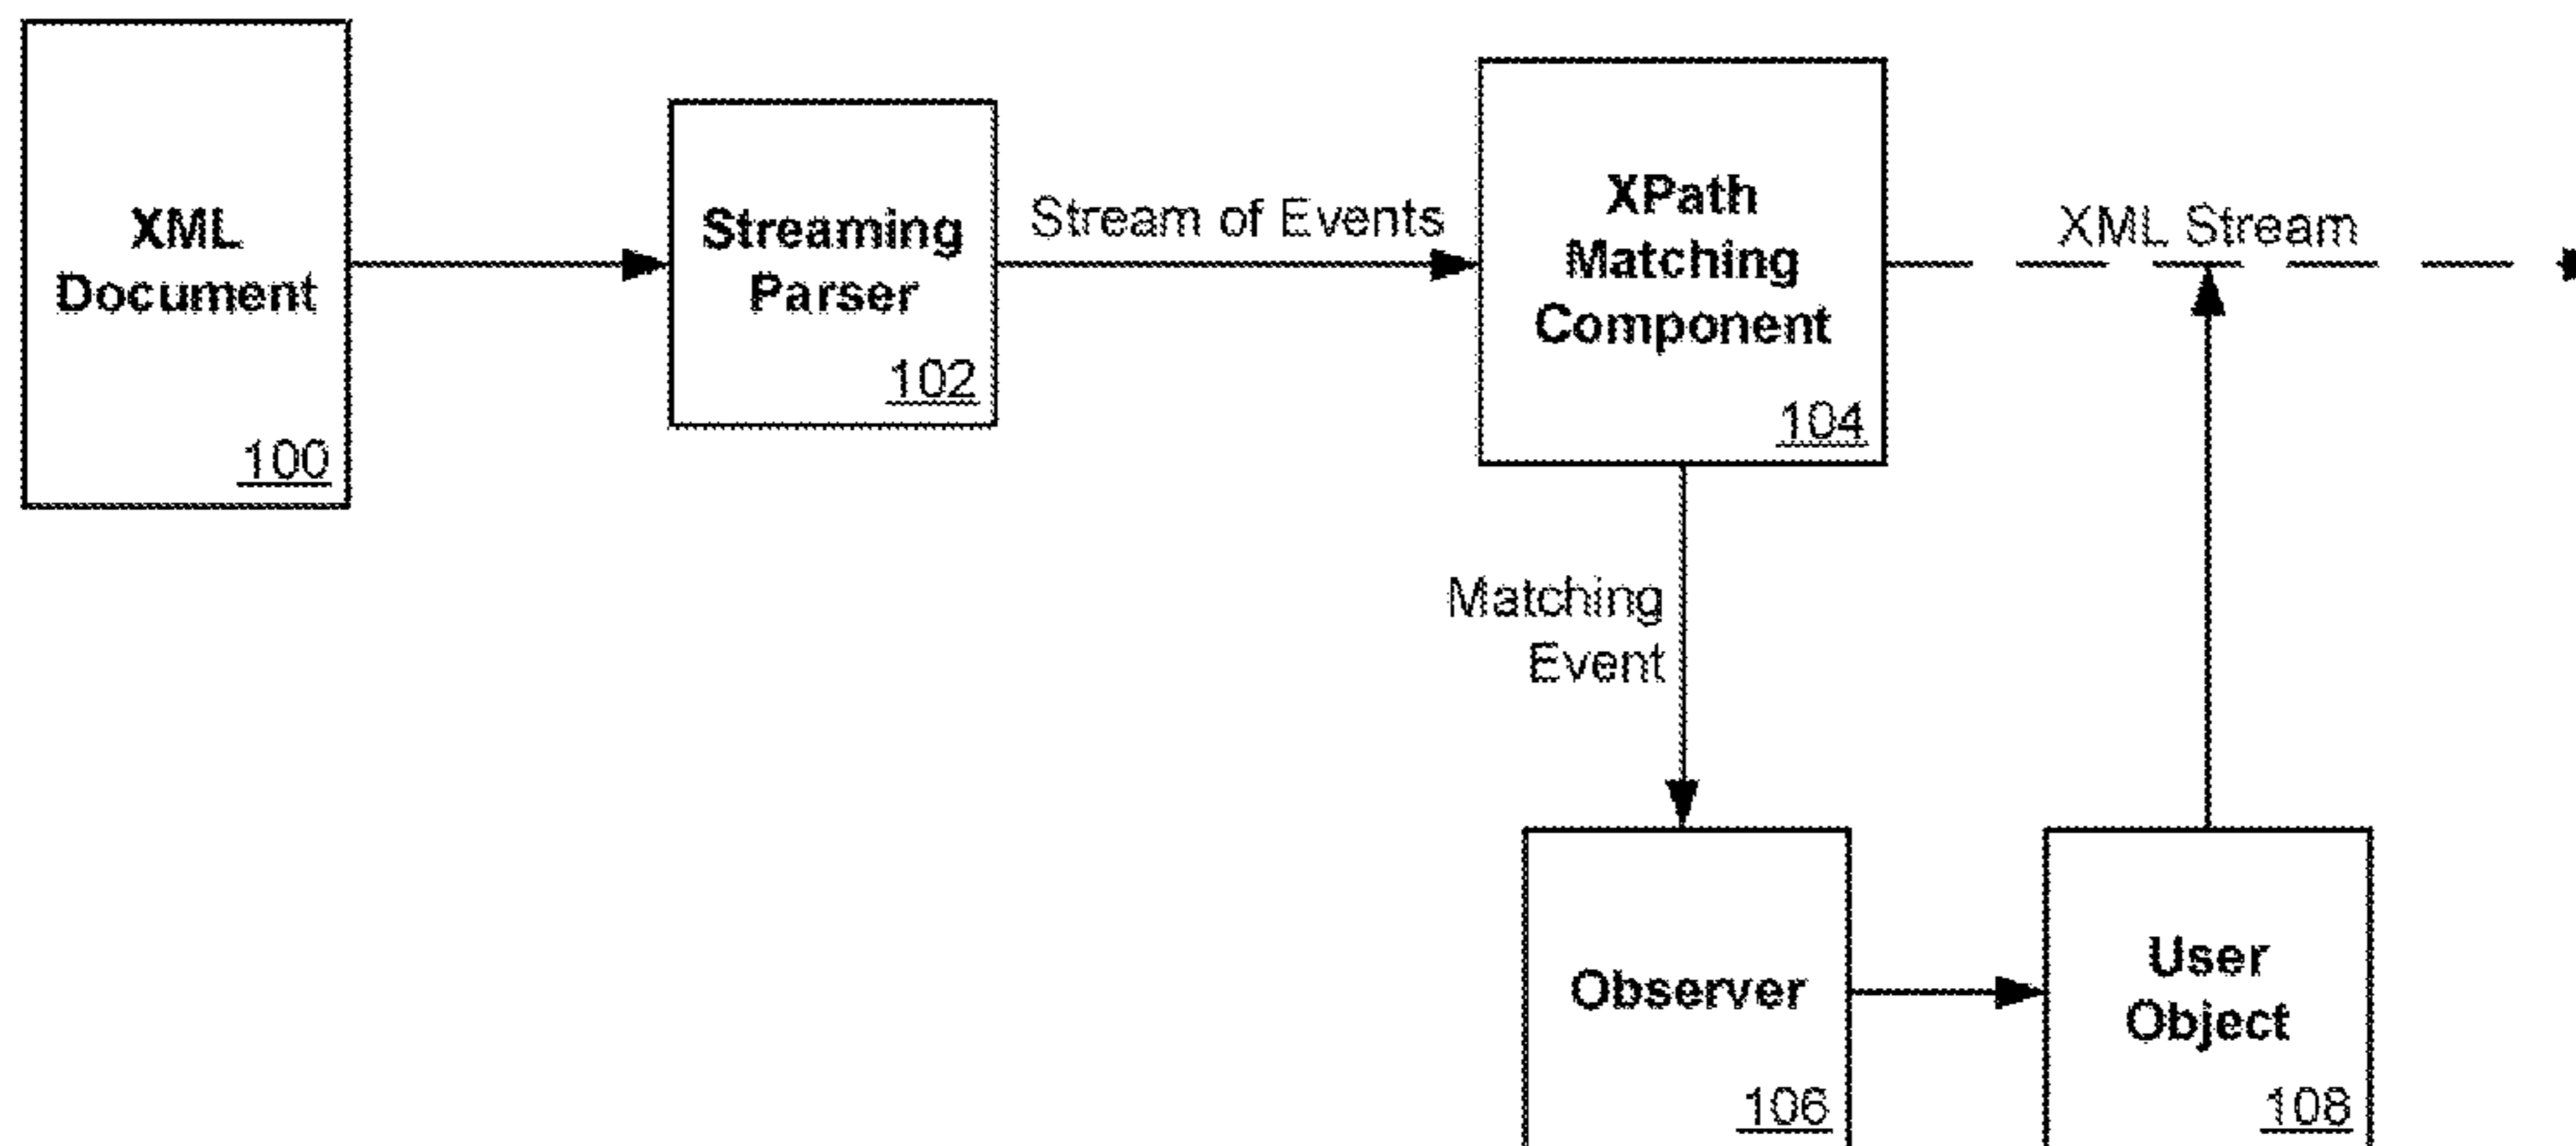 XML
Document
100
Streaming
Parser
102
Stream of Events
XPath
Matching
Component
104
XML Stream
Matching
Event
Observer
106
User
Object
108